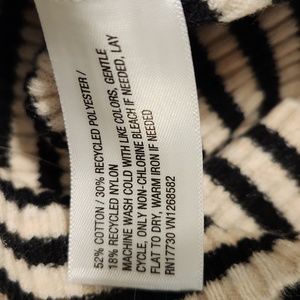 52% COTTON / 30% RECYCLED POLYESTER /
18% RECYCLED NYLON
MACHINE WASH COLD WITH LIKE COLORS, GENTLE
CYCLE, ONLY NON-CHLORINE BLEACH IF NEEDED, LAY
FLAT TO DRY, WARM IRON IF NEEDED
RN17730 VN1266582